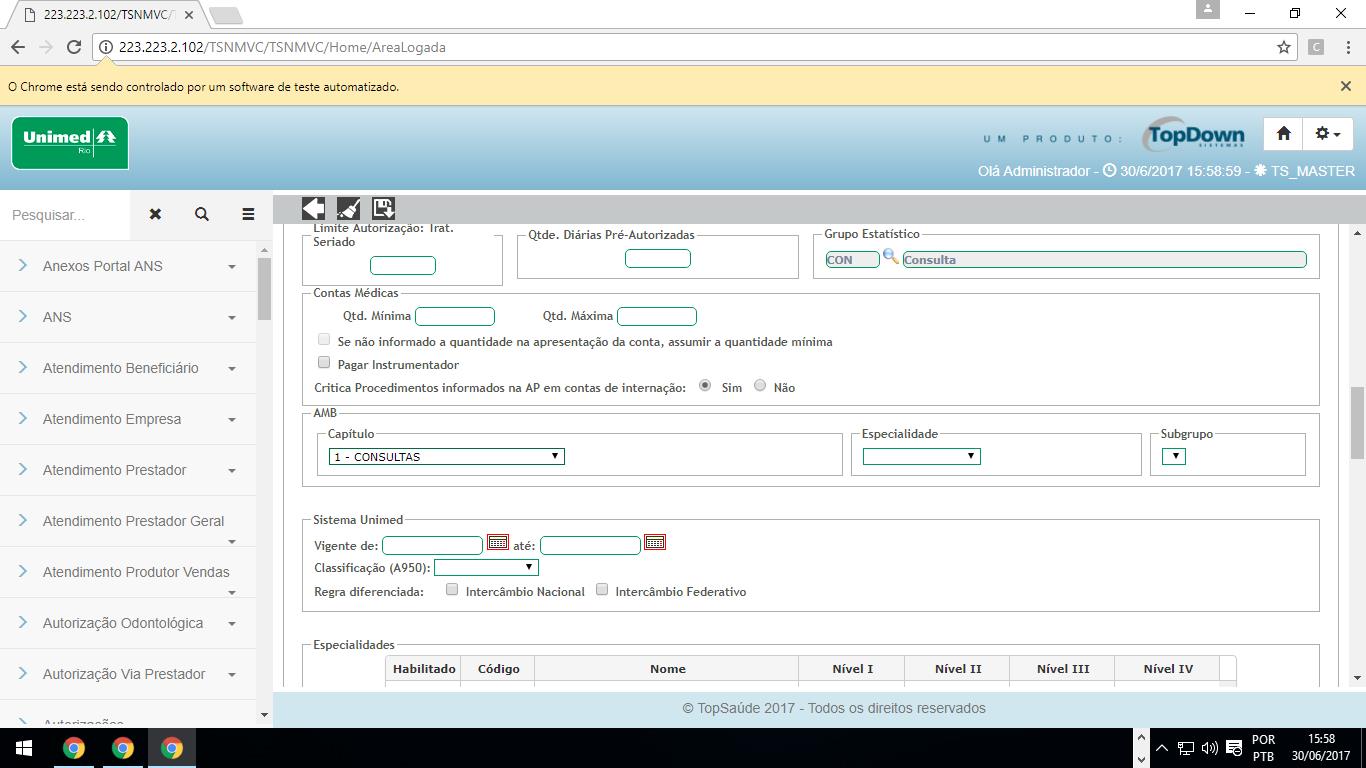 223.223.2.102/TSNMVC/T
223.223.2.102/TSNMVC/TSNMVC/Home/AreaLogada
C
O Chrome está sendo controlado por um software de teste automatizado.
Unimed
Rio
UM PRODUTO:
TopDown
SISTEMAS
Olá Administrador - 30/6/2017 15:58:59 - TS_MASTER
Pesquisar...
Anexos Portal ANS
ANS
Atendimento Beneficiário
Atendimento Empresa
Atendimento Prestador
Atendimento Prestador Geral
Atendimento Produtor Vendas
Autorização Odontológica
Autorização Via Prestador
Autorizações
Limite Autorização: Trat.
Seriado
Qtde. Diárias Pré-Autorizadas
Grupo Estatístico
CON
Consulta
Contas Médicas
Qtd. Mínima
Qtd. Máxima
Se não informado a quantidade na apresentação da conta, assumir a quantidade mínima
Pagar Instrumentador
Critica Procedimentos informados na AP em contas de internação: Sim Não
AMB
Capítulo
1 - CONSULTAS
Especialidade
Subgrupo
Sistema Unimed
Vigente de: até:
Classificação (A950):
Regra diferenciada: Intercâmbio Nacional Intercâmbio Federativo
Especialidades
Habilitado Código Nome Nível I Nível II Nível III Nível IV
© TopSaúde 2017 - Todos os direitos reservados
POR
PTB
15:58
30/06/2017